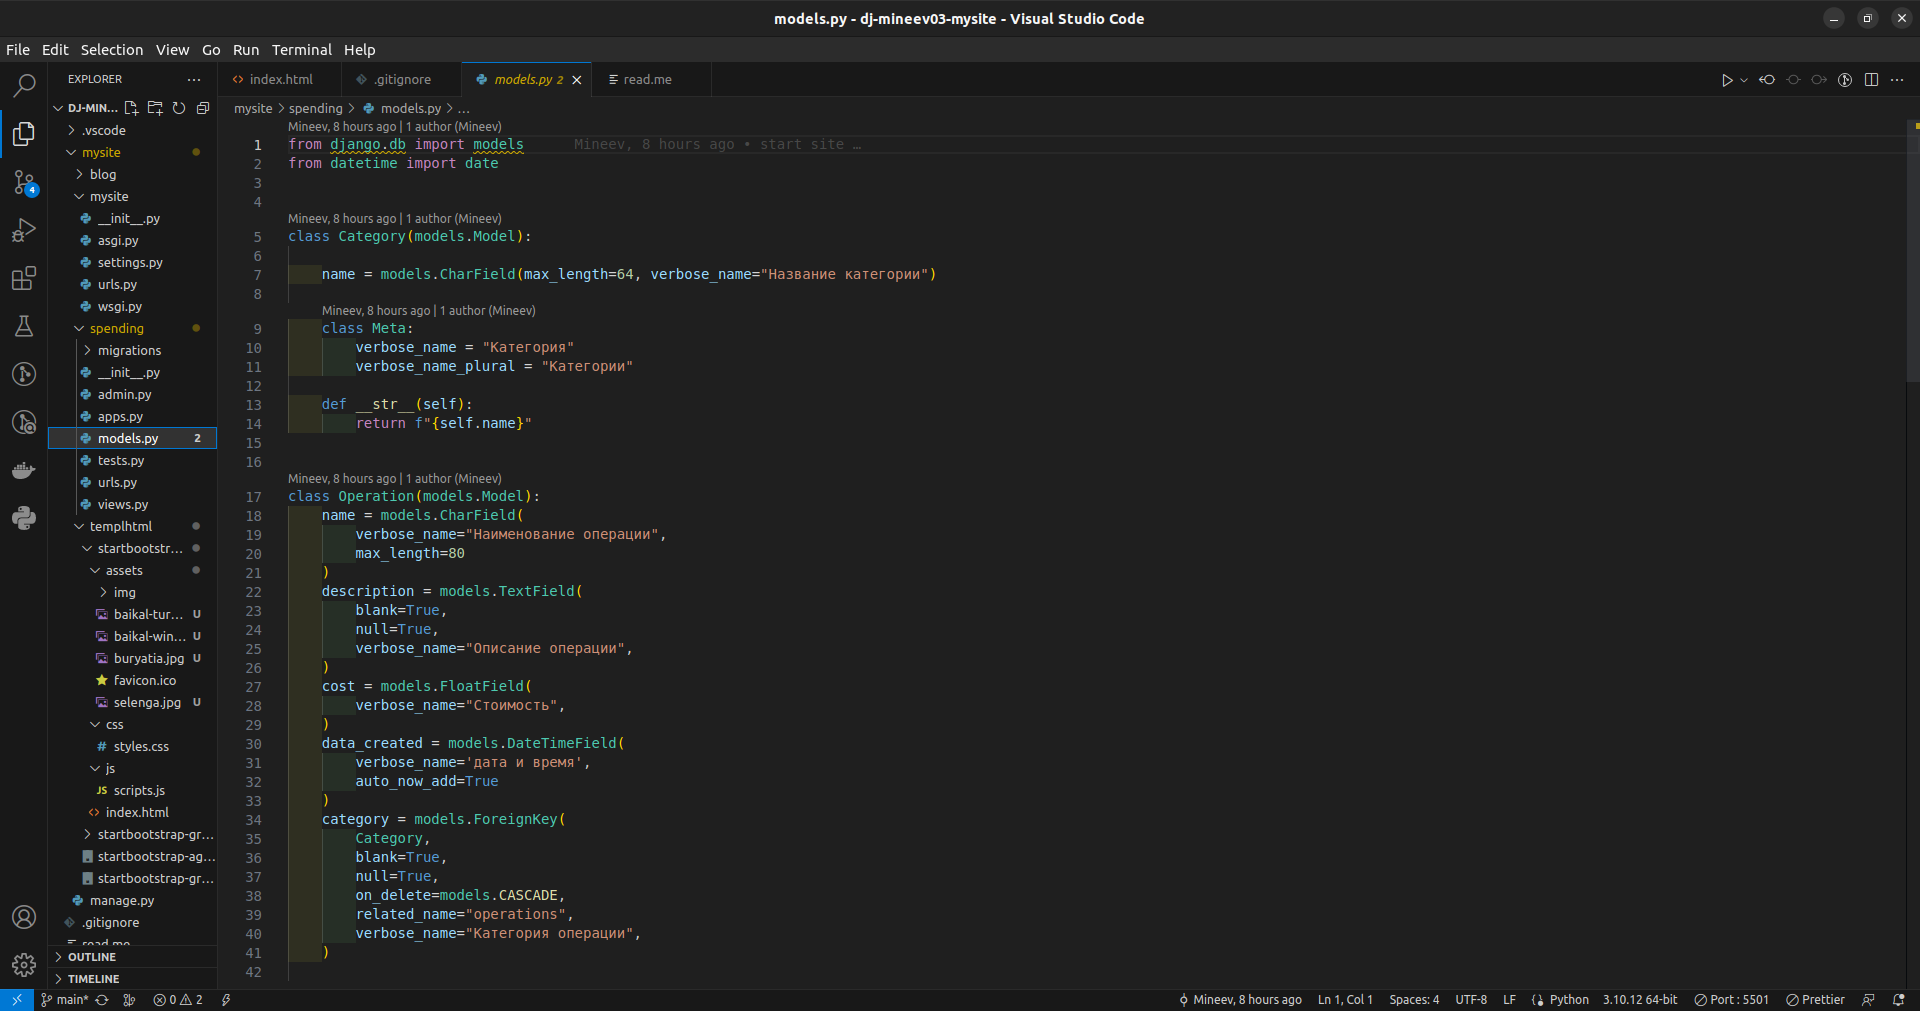 models.py - dj-mineev03-mysite - Visual Studio Code
File Edit Selection View Go Run Terminal Help
EXPLORER
DJ-MIN...
.vscode
mysite
blog
mysite
__init__.py
asgi.py
settings.py
urls.py
wsgi.py
spending
migrations
__init__.py
admin.py
apps.py
models.py 2
tests.py
urls.py
views.py
templhtml
startbootstr...
assets
img
baikal-tur... U
baikal-win... U
buryatia.jpg U
favicon.ico
selenga.jpg U
css
# styles.css
js
JS scripts.js
index.html
startbootstrap-gr...
startbootstrap-ag...
startbootstrap-gr...
manage.py
.gitignore
read.me
OUTLINE
TIMELINE
4
index.html .gitignore models.py 2 read.me
mysite > spending > models.py > ...
Mineev, 8 hours ago | 1 author (Mineev)
1 from django.db import models Mineev, 8 hours ago • start site …
2 from datetime import date
3
4
Mineev, 8 hours ago | 1 author (Mineev)
5 class Category(models.Model):
6
7 name = models.CharField(max_length=64, verbose_name="Название категории")
8
Mineev, 8 hours ago | 1 author (Mineev)
9 class Meta:
10 verbose_name = "Категория"
11 verbose_name_plural = "Категории"
12
13 def __str__(self):
14 return f"{self.name}"
15
16
Mineev, 8 hours ago | 1 author (Mineev)
17 class Operation(models.Model):
18 name = models.CharField(
19 verbose_name="Наименование операции",
20 max_length=80
21 )
22 description = models.TextField(
23 blank=True,
24 null=True,
25 verbose_name="Описание операции",
26 )
27 cost = models.FloatField(
28 verbose_name="Стоимость",
29 )
30 data_created = models.DateTimeField(
31 verbose_name='дата и время',
32 auto_now_add=True
33 )
34 category = models.ForeignKey(
35 Category,
36 blank=True,
37 null=True,
38 on_delete=models.CASCADE,
39 related_name="operations",
40 verbose_name="Категория операции",
41 )
42
main* 0 2 Mineev, 8 hours ago Ln 1, Col 1 Spaces: 4 UTF-8 LF Python 3.10.12 64-bit Port : 5501 Prettier